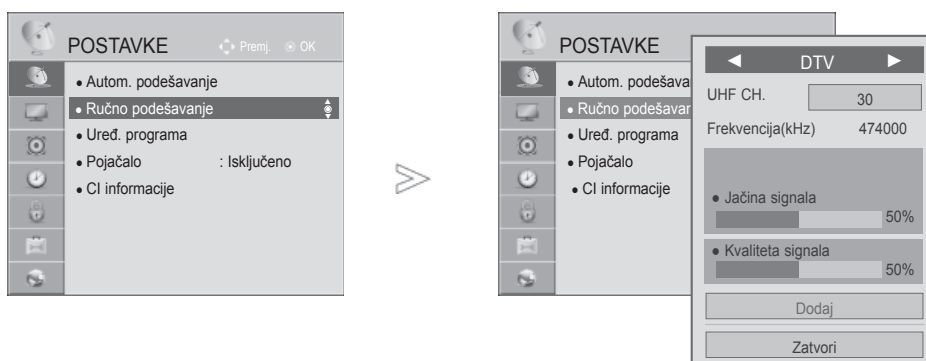 POSTAVKE
Premj. OK
• Autom. podešavanje
• Ručno podešavanje
• Uređ. programa
• Pojačalo : Isključeno
• CI informacije
POSTAVKE
• Autom. podešava
• Ručno podešavar
• Uređ. programa
• Pojačalo
• CI informacije
◄ DTV ►
UHF CH. 30
Frekvencija(kHz) 474000
• Jačina signala
50%
• Kvaliteta signala
50%
Dodaj
Zatvori